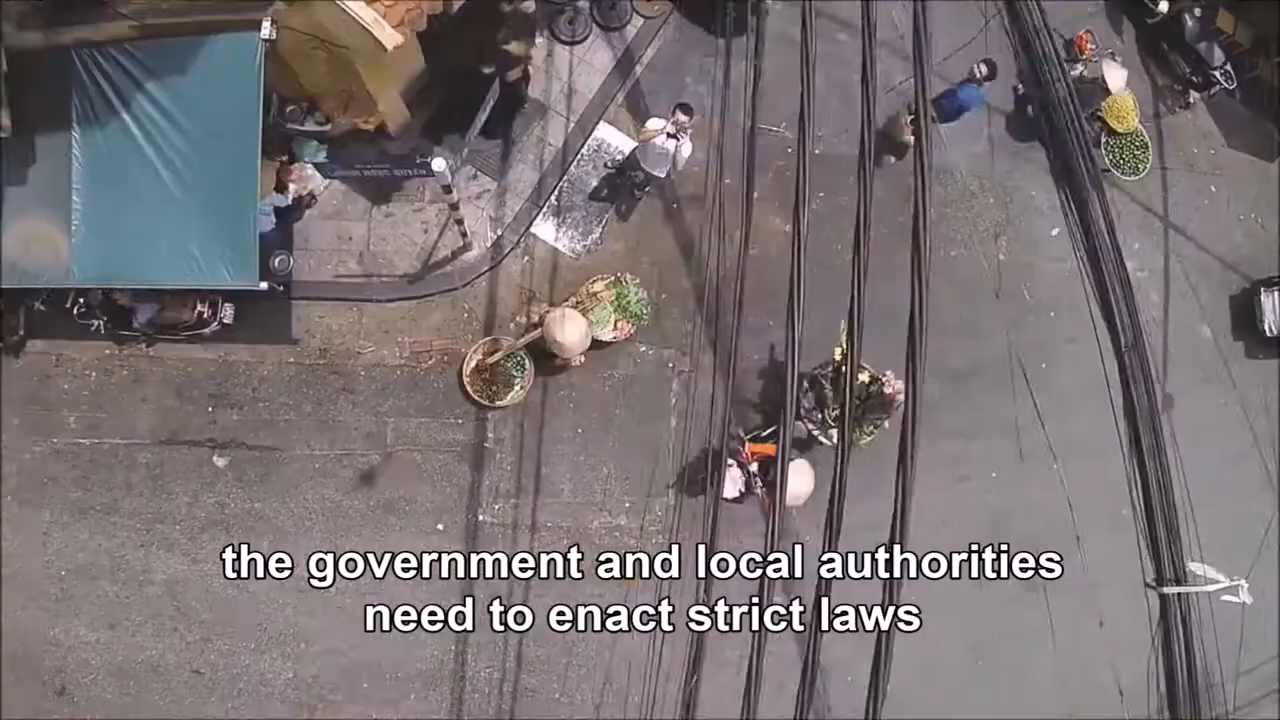 the government and local authorities
need to enact strict laws